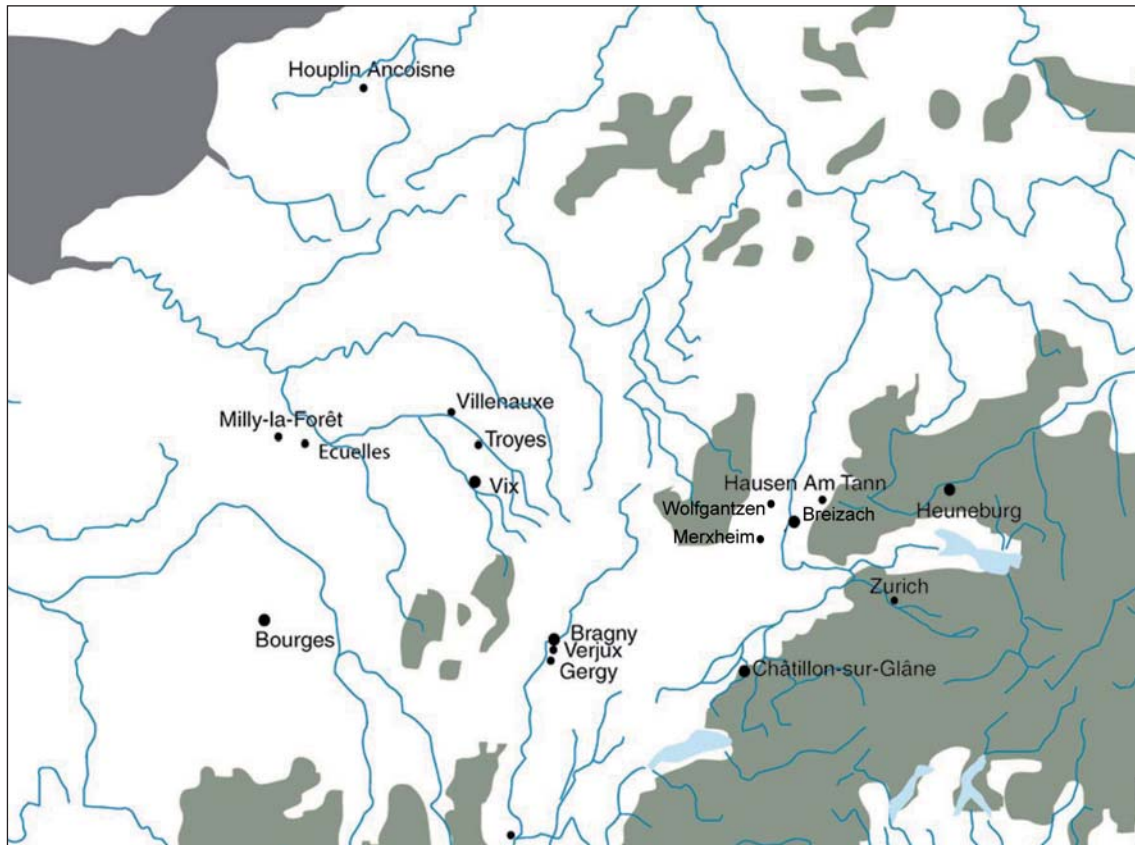 Houplin Ancoisne
Villenauxe
Milly-la-Forêt
Troyes
Ecuelles
Vix
Hausen Am Tann
Wolfgantzen
Breizach
Heuneburg
Merxheim
Zurich
Bragny
Bourges
Verjux
Gergy
Châtillon-sur-Glâne